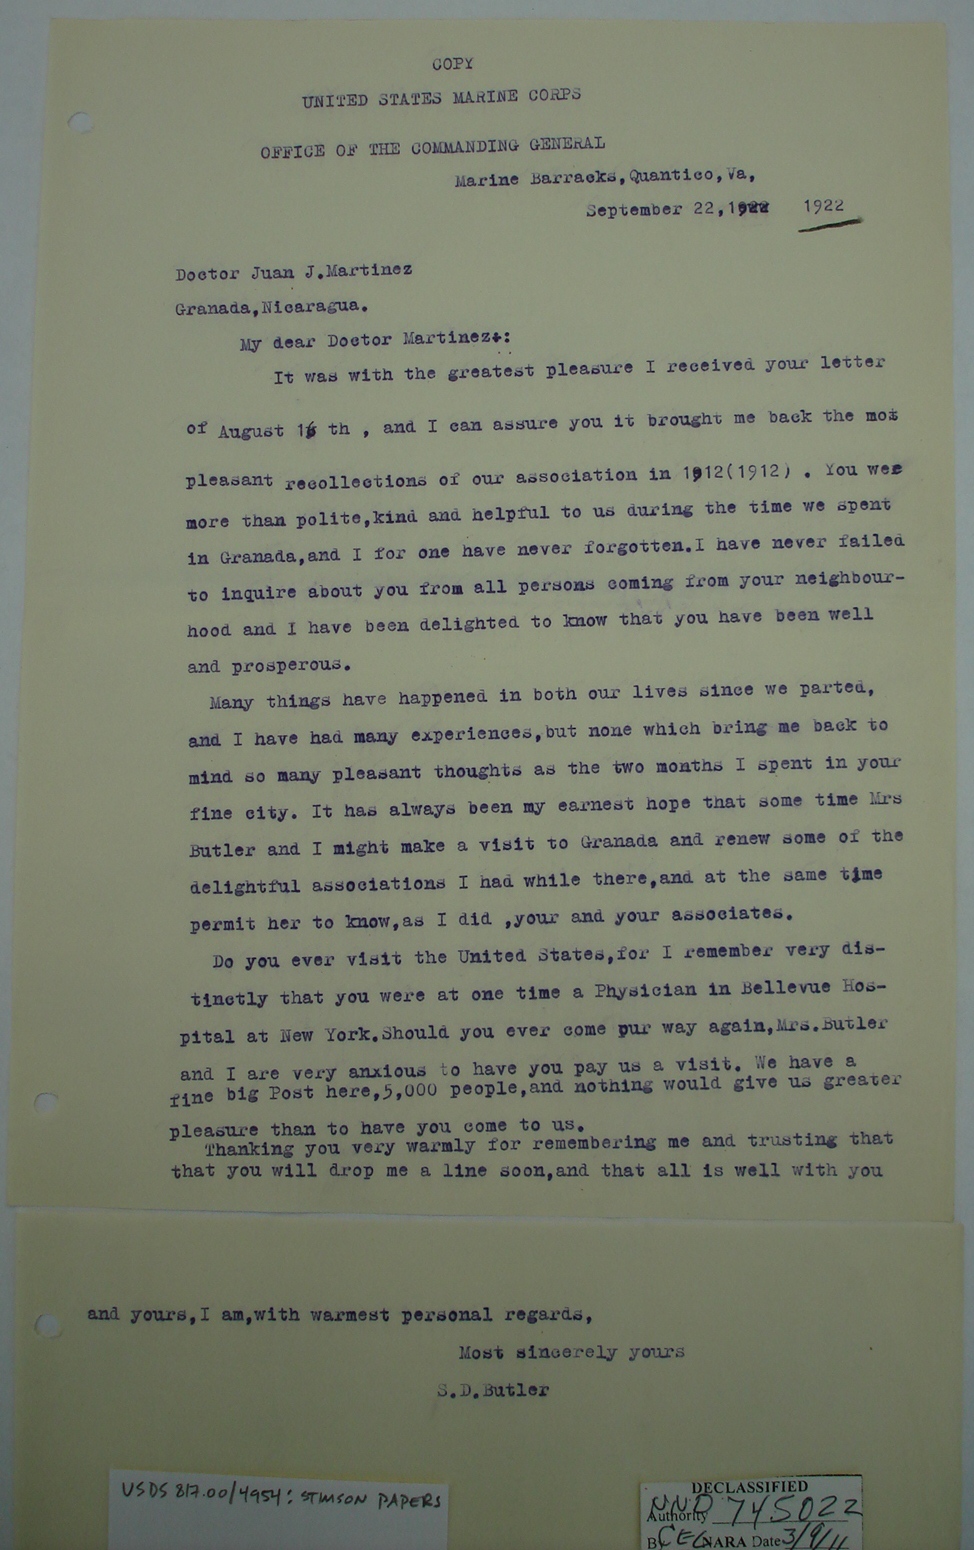 COPY
UNITED STATES MARINE CORPS
OFFICE OF THE COMMANDING GENERAL
Marine Barracks,Quantico,Va,
September 22,1922 1922
Doctor Juan J.Martinez
Granada,Nicaragua.
My dear Doctor Martinez+:
It was with the greatest pleasure I received your letter
of August 16 th , and I can assure you it brought me back the mos
pleasant recollections of our association in 1912(1912) . You wee
more than polite,kind and helpful to us during the time we spent
in Granada,and I for one have never forgotten.I have never failed
to inquire about you from all persons coming from your neighbour-
hood and I have been delighted to know that you have been well
and prosperous.
Many things have happened in both our lives since we parted,
and I have had many experiences,but none which bring me back to
mind so many pleasant thoughts as the two months I spent in your
fine city. It has always been my earnest hope that some time Mrs
Butler and I might make a visit to Granada and renew some of the
delightful associations I had while there,and at the same time
permit her to know,as I did ,your and your associates.
Do you ever visit the United States,for I remember very dis-
tinctly that you were at one time a Physician in Bellevue Hos-
pital at New York.Should you ever come pur way again,Mrs.Butler
and I are very anxious to have you pay us a visit. We have a
fine big Post here,5,000 people,and nothing would give us greater
pleasure than to have you come to us.
Thanking you very warmly for remembering me and trusting that
that you will drop me a line soon,and that all is well with you
and yours,I am,with warmest personal regards,
Most sincerely yours
S.D.Butler
USDS 817.00/4954: STIMSON PAPERS
DECLASSIFIED
Authority NND 745022
By CEG NARA Date 3/9/11